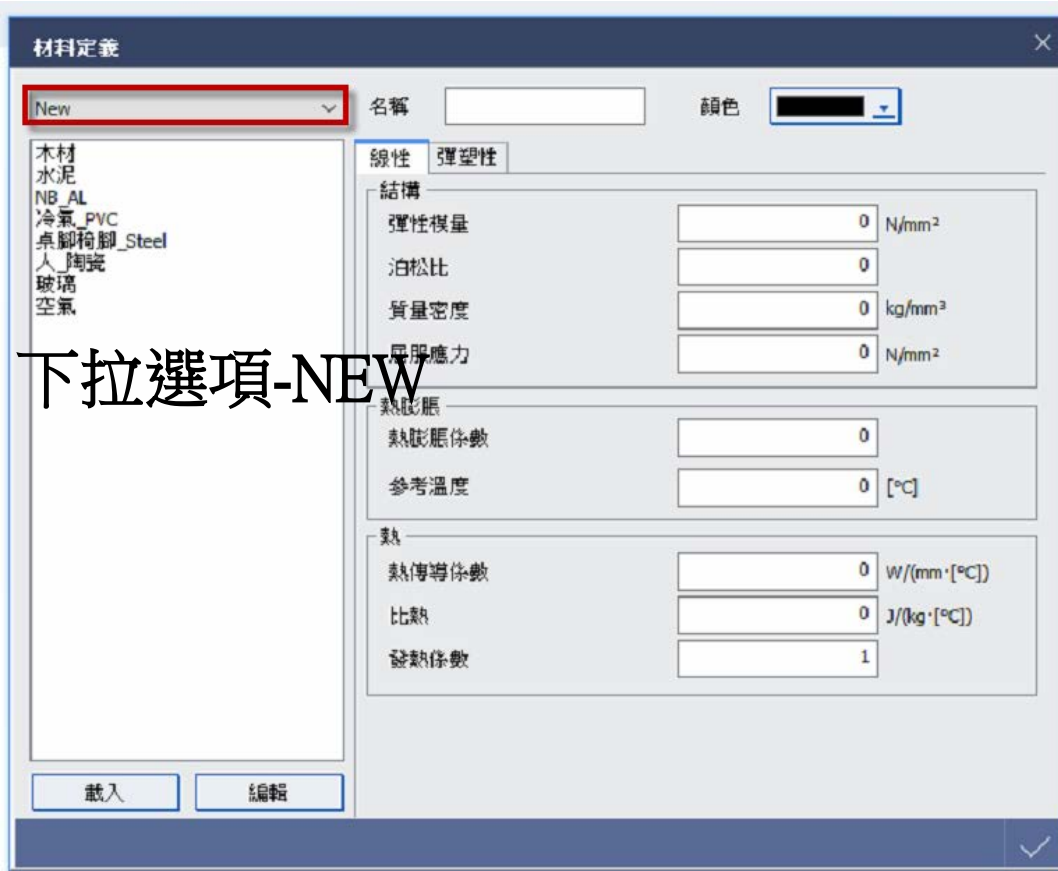 材料定義
New
名稱
顏色
木材
水泥
NB_AL
冷氣_PVC
桌腳椅腳_Steel
人_陶瓷
玻璃
空氣
下拉選項-NEW
線性 彈塑性
結構
彈性模量 0 N/mm²
泊松比 0
質量密度 0 kg/mm³
屈服應力 0 N/mm²
熱膨脹
熱膨脹係數 0
參考溫度 0 [°C]
熱
熱傳導係數 0 W/(mm·[°C])
比熱 0 J/(kg·[°C])
發熱係數 1
載入 編輯